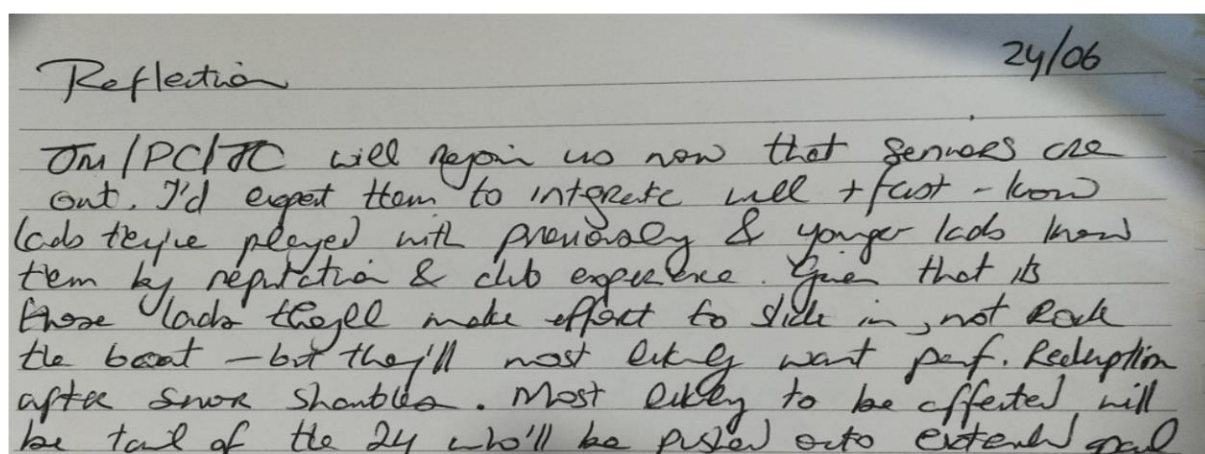 Reflection 24/06
JM/PC/JC will rejoin us now that seniors are
out. I'd expect them to integrate well + fast - know
lads they've played with previously & younger lads know
them by reputation & club experience. Given that its
those lads they'll make effort to slide in, not Rock
the boat - but they'll most likely want perf. Redemption
after senior shambles. Most likely to be affected will
be tail of the 24 who'll be pushed onto extended